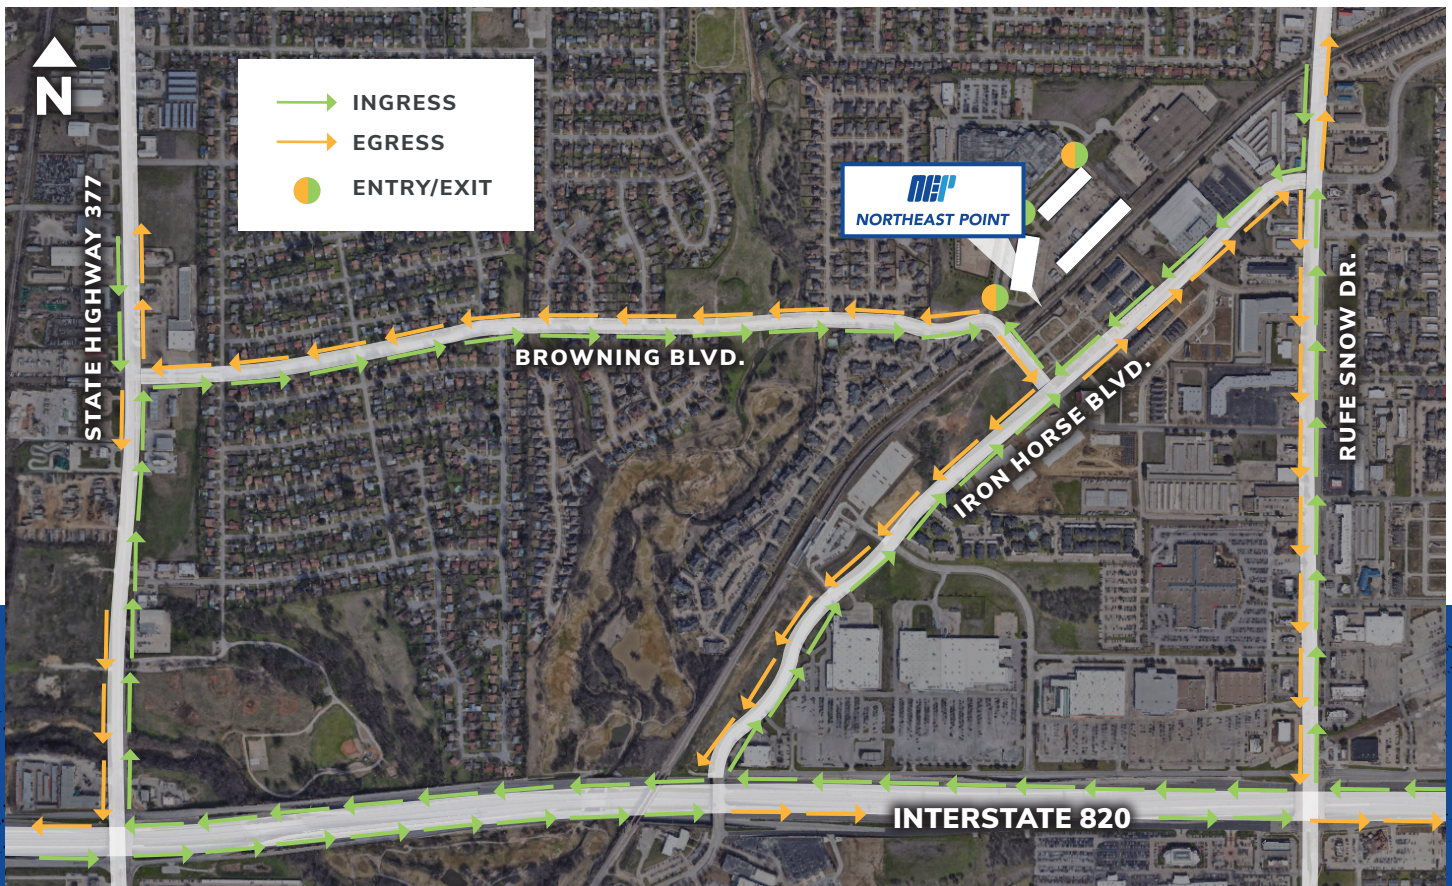 N
INGRESS
EGRESS
ENTRY/EXIT
NEP
NORTHEAST POINT
STATE HIGHWAY 377
BROWNING BLVD.
IRON HORSE BLVD.
RUFE SNOW DR.
INTERSTATE 820